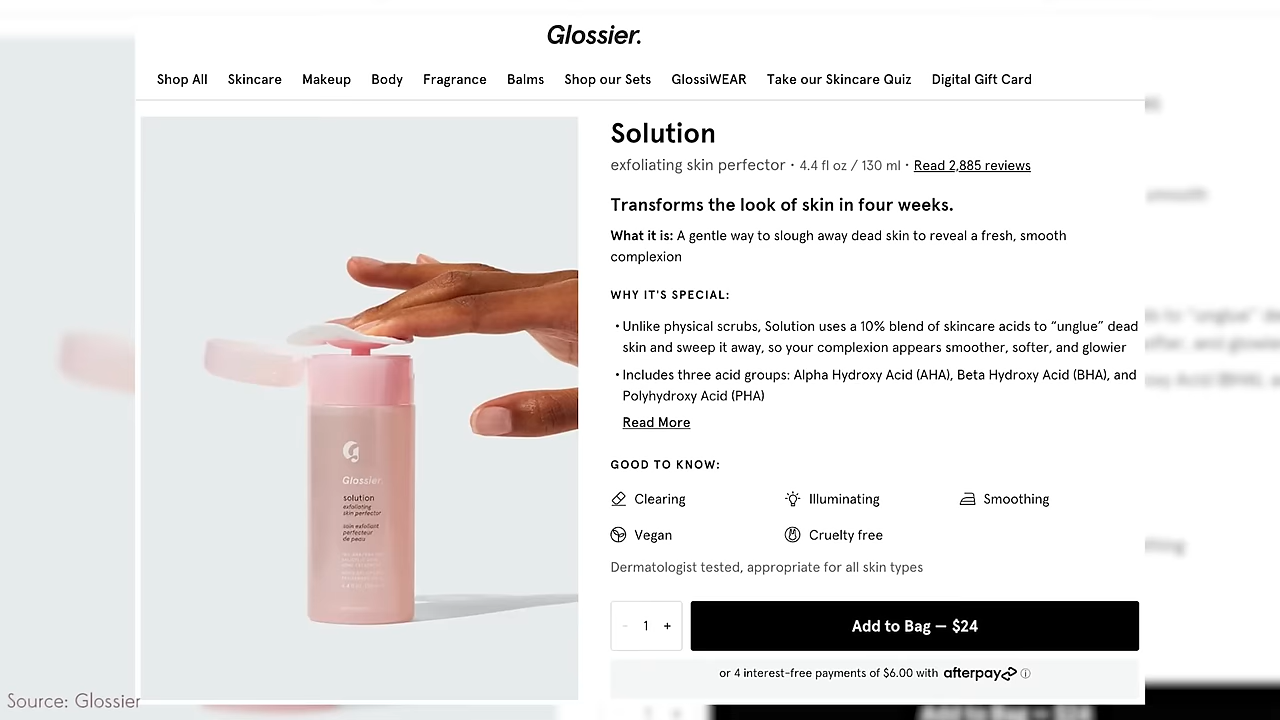 Glossier.
Shop All Skincare Makeup Body Fragrance Balms Shop our Sets GlossiWEAR Take our Skincare Quiz Digital Gift Card
Solution
exfoliating skin perfector · 4.4 fl oz / 130 ml · Read 2,885 reviews
Transforms the look of skin in four weeks.
What it is: A gentle way to slough away dead skin to reveal a fresh, smooth
complexion
WHY IT'S SPECIAL:
• Unlike physical scrubs, Solution uses a 10% blend of skincare acids to “unglue” dead
skin and sweep it away, so your complexion appears smoother, softer, and glowier
• Includes three acid groups: Alpha Hydroxy Acid (AHA), Beta Hydroxy Acid (BHA), and
Polyhydroxy Acid (PHA)
Read More
GOOD TO KNOW:
Clearing Illuminating Smoothing
Vegan Cruelty free
Dermatologist tested, appropriate for all skin types
- 1 +
Add to Bag — $24
or 4 interest-free payments of $6.00 with afterpay
Glossier.
solution
exfoliating
skin perfector
soin exfoliant
perfecteur
de peau
Source: Glossier